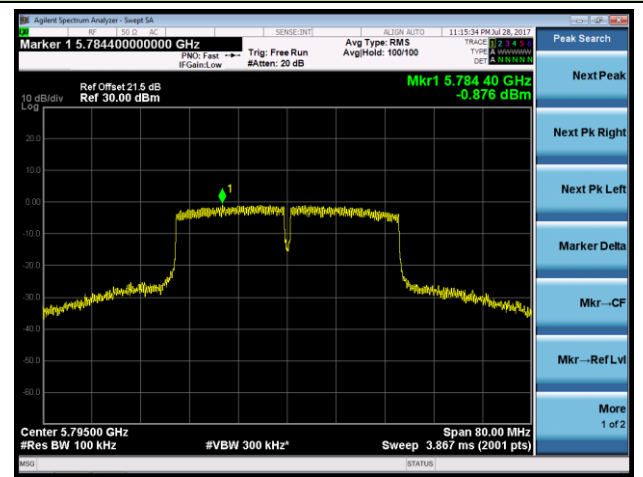 Agilent Spectrum Analyzer - Swept SA
RF 50 Ω AC SENSE:INT ALIGN AUTO 11:15:34 PM Jul 28, 2017
Marker 1 5.784400000000 GHz
PNO: Fast
IFGain:Low
Trig: Free Run
#Atten: 20 dB
Avg Type: RMS
Avg|Hold: 100/100
TRACE 1 2 3 4 5 6
TYPE A WWWWW
DET A NNNNN
Ref Offset 21.5 dB
10 dB/div Ref 30.00 dBm
Log
Mkr1 5.784 40 GHz
-0.876 dBm
20.0
10.0
0.00
-10.0
-20.0
-30.0
-40.0
-50.0
-60.0
1
Center 5.79500 GHz
Span 80.00 MHz
#Res BW 100 kHz
#VBW 300 kHz*
Sweep 3.867 ms (2001 pts)
MSG
STATUS
Peak Search
Next Peak
Next Pk Right
Next Pk Left
Marker Delta
Mkr→CF
Mkr→Ref Lvl
More
1 of 2